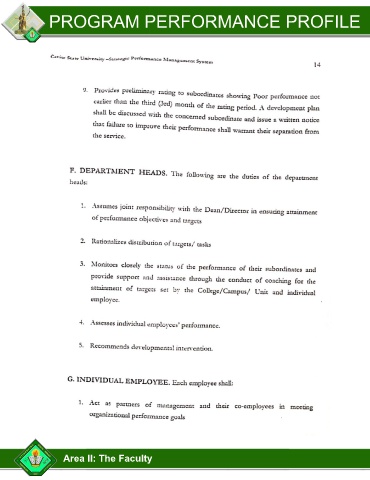 PROGRAM PERFORMANCE PROFILE
Cavite State University –Strategic Performance Management System
14
9. Provides preliminary rating to subordinates showing Poor performance not
earlier than the third (3rd) month of the rating period. A development plan
shall be discussed with the concerned subordinate and issue a written notice
that failure to improve their performance shall warrant their separation from
the service.
F. DEPARTMENT HEADS. The following are the duties of the department
heads:
1. Assumes joint responsibility with the Dean/Director in ensuring attainment
of performance objectives and targets
2. Rationalizes distribution of targets/ tasks
3. Monitors closely the status of the performance of their subordinates and
provide support and assistance through the conduct of coaching for the
attainment of targets set by the College/Campus/ Unit and individual
employee.
4. Assesses individual employees' performance.
5. Recommends developmental intervention.
G. INDIVIDUAL EMPLOYEE. Each employee shall:
1. Act as partners of management and their co-employees in meeting
organizational performance goals
Area II: The Faculty